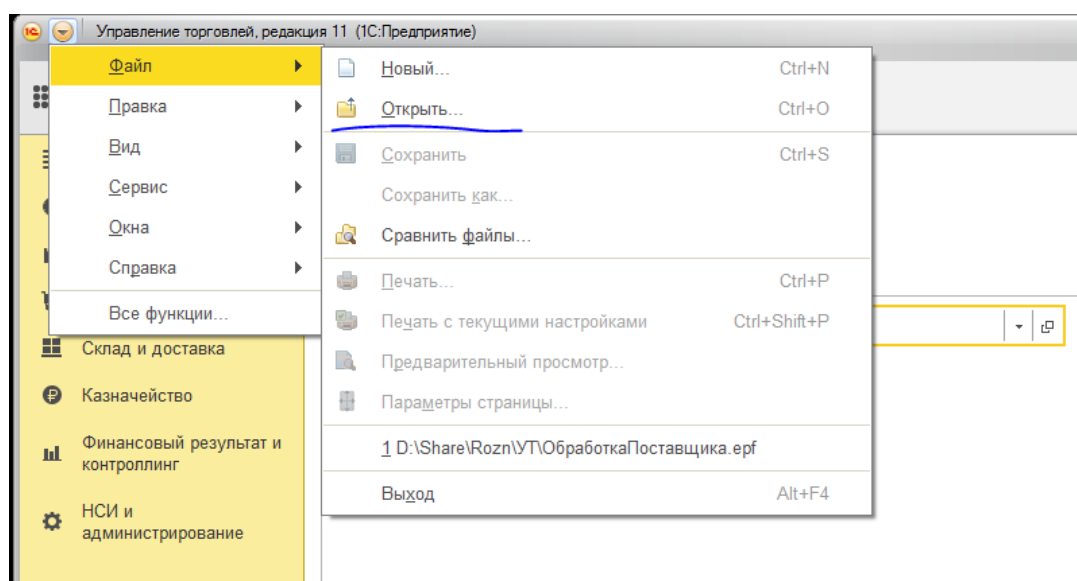 Управление торговлей, редакция 11 (1С:Предприятие)
Файл
Правка
Вид
Сервис
Окна
Справка
Все функции...
Новый... Ctrl+N
Открыть... Ctrl+O
Сохранить Ctrl+S
Сохранить как...
Сравнить файлы...
Печать... Ctrl+P
Печать с текущими настройками Ctrl+Shift+P
Предварительный просмотр...
Параметры страницы...
1 D:\Share\Rozn\УТ\ОбработкаПоставщика.epf
Выход Alt+F4
Склад и доставка
Казначейство
Финансовый результат и
контроллинг
НСИ и
администрирование